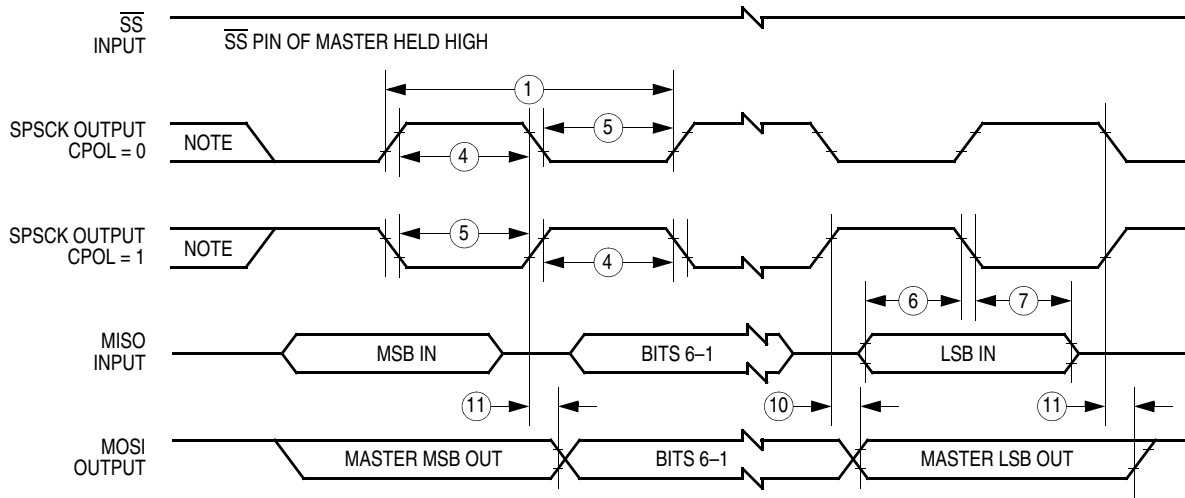 SS
INPUT
SS PIN OF MASTER HELD HIGH
1
SPSCK OUTPUT
CPOL = 0
NOTE
4
5
SPSCK OUTPUT
CPOL = 1
NOTE
5
4
6
7
MISO
INPUT
MSB IN
BITS 6–1
LSB IN
11
10
11
MOSI
OUTPUT
MASTER MSB OUT
BITS 6–1
MASTER LSB OUT